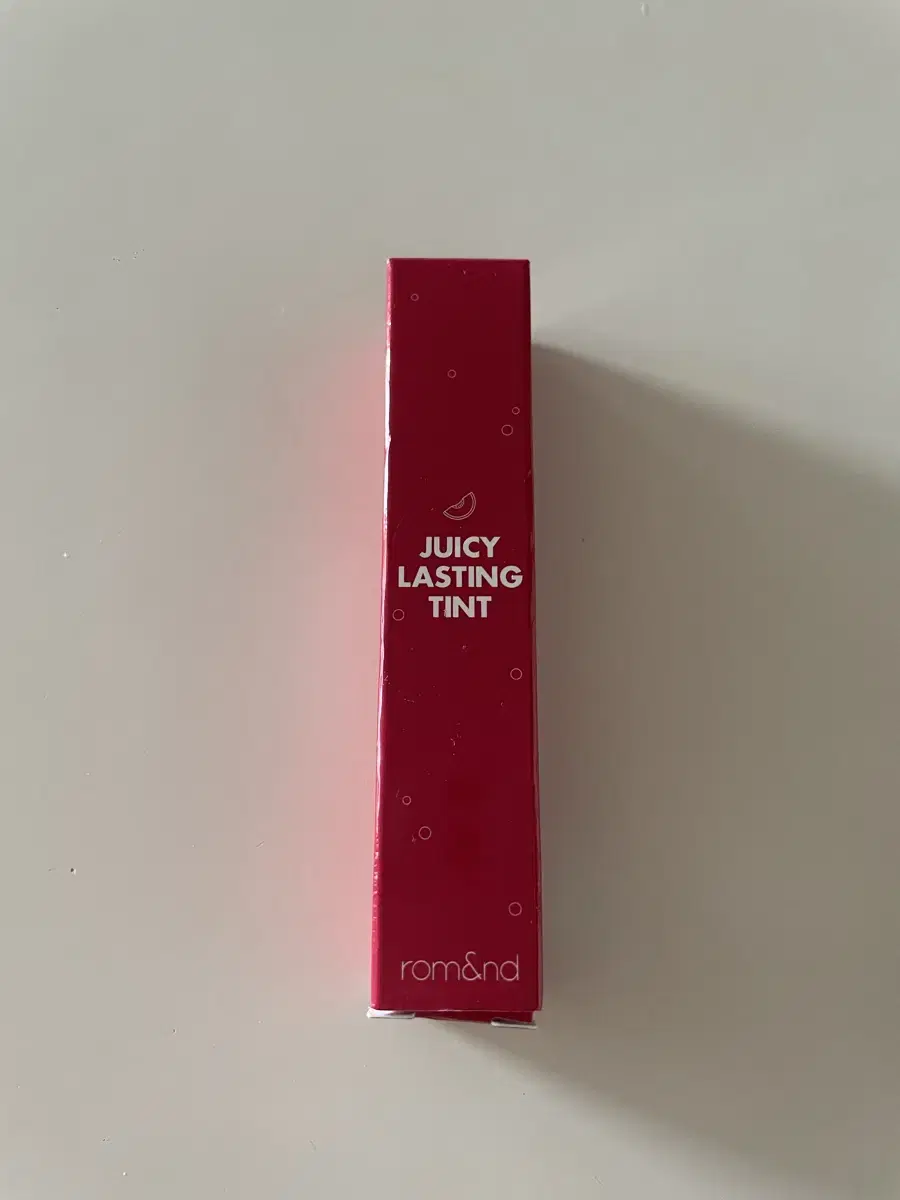 JUICY
LASTING
TINT
rom&nd